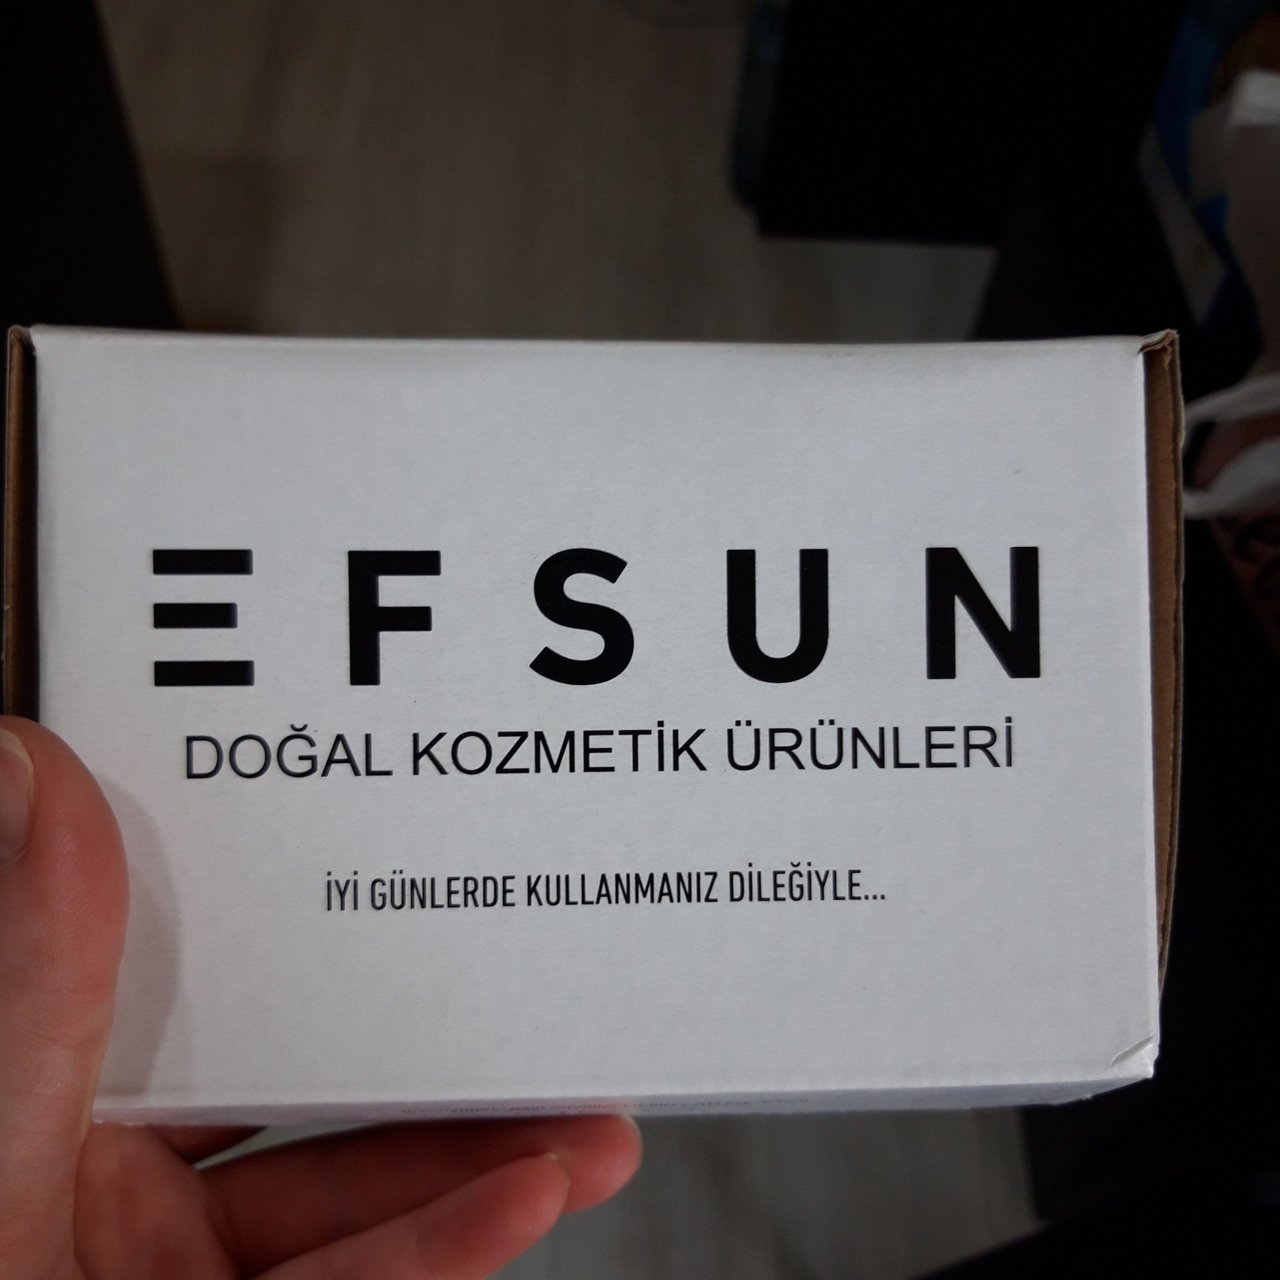 EFSUN
DOĞAL KOZMETİK ÜRÜNLERİ
İYİ GÜNLERDE KULLANMANIZ DİLEĞİYLE...